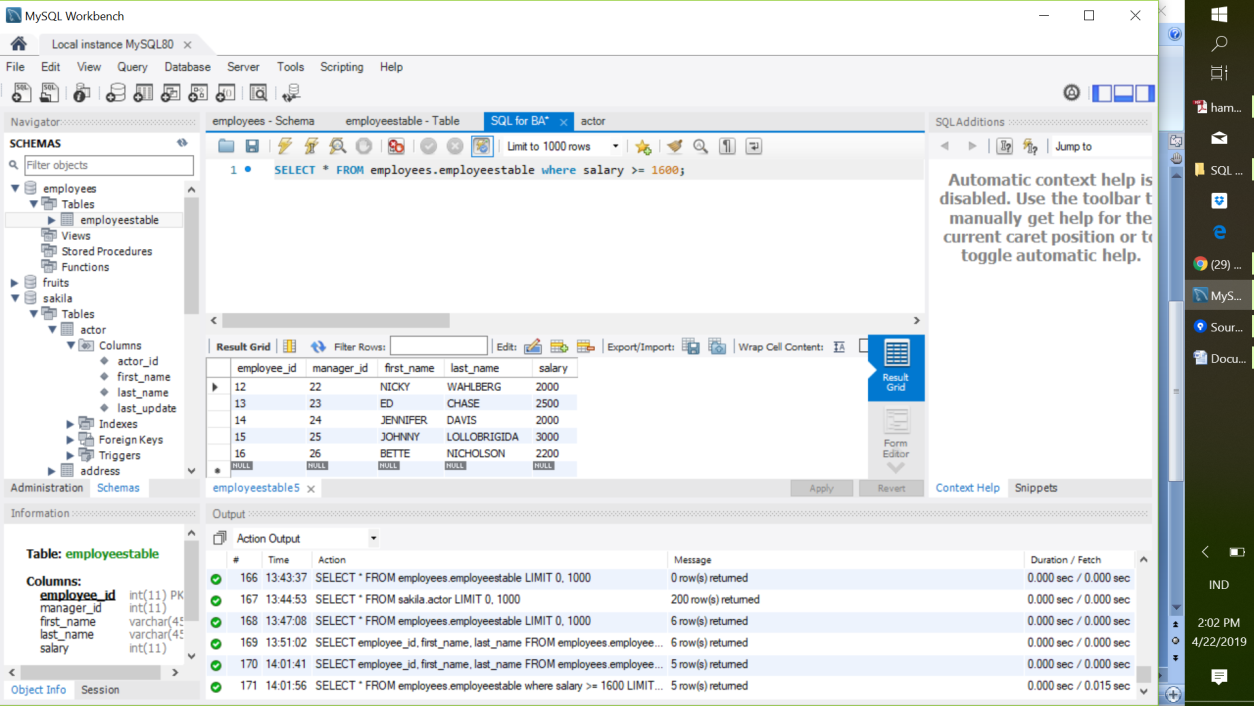 MySQL Workbench
Local instance MySQL80
File Edit View Query Database Server Tools Scripting Help
Navigator
SCHEMAS
Filter objects
employees
Tables
employeestable
Views
Stored Procedures
Functions
fruits
sakila
Tables
actor
Columns
actor_id
first_name
last_name
last_update
Indexes
Foreign Keys
Triggers
address
Administration Schemas
Information
Table: employeestable
Columns:
employee_id int(11) PK
manager_id int(11)
first_name varchar(45
last_name varchar(45
salary int(11)
Object Info Session
employees - Schema employeestable - Table SQL for BA* actor
Limit to 1000 rows
1 SELECT * FROM employees.employeestable where salary >= 1600;
Result Grid Filter Rows: Edit: Export/Import: Wrap Cell Content:
employee_id manager_id first_name last_name salary
12 22 NICKY WAHLBERG 2000
13 23 ED CHASE 2500
14 24 JENNIFER DAVIS 2000
15 25 JOHNNY LOLLOBRIGIDA 3000
16 26 BETTE NICHOLSON 2200
NULL NULL NULL NULL NULL
Result
Grid
Form
Editor
employeestable5
Apply Revert
SQLAdditions
Jump to
Automatic context help is
disabled. Use the toolbar t
manually get help for the
current caret position or to
toggle automatic help.
Context Help Snippets
Output
Action Output
# Time Action Message Duration / Fetch
166 13:43:37 SELECT * FROM employees.employeestable LIMIT 0, 1000 0 row(s) returned 0.000 sec / 0.000 sec
167 13:44:53 SELECT * FROM sakila.actor LIMIT 0, 1000 200 row(s) returned 0.000 sec / 0.000 sec
168 13:47:08 SELECT * FROM employees.employeestable LIMIT 0, 1000 6 row(s) returned 0.000 sec / 0.000 sec
169 13:51:02 SELECT employee_id, first_name, last_name FROM employees.employee... 6 row(s) returned 0.000 sec / 0.000 sec
170 14:01:41 SELECT employee_id, first_name, last_name FROM employees.employee... 5 row(s) returned 0.000 sec / 0.000 sec
171 14:01:56 SELECT * FROM employees.employeestable where salary >= 1600 LIMIT... 5 row(s) returned 0.000 sec / 0.015 sec
ham...
SQL ...
(29) ...
MyS...
Sour...
Docu...
IND
2:02 PM
4/22/2019